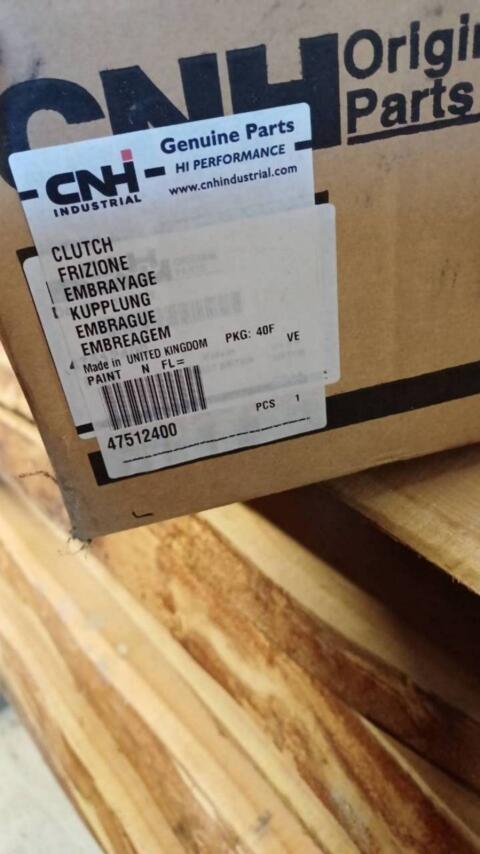 CNH Original
Parts
CNH
INDUSTRIAL
Genuine Parts
HI PERFORMANCE
www.cnhindustrial.com
CLUTCH
FRIZIONE
EMBRAYAGE
KUPPLUNG
EMBRAGUE
EMBREAGEM
Made in UNITED KINGDOM PKG: 40F VE
PAINT N FL=
47512400 PCS 1